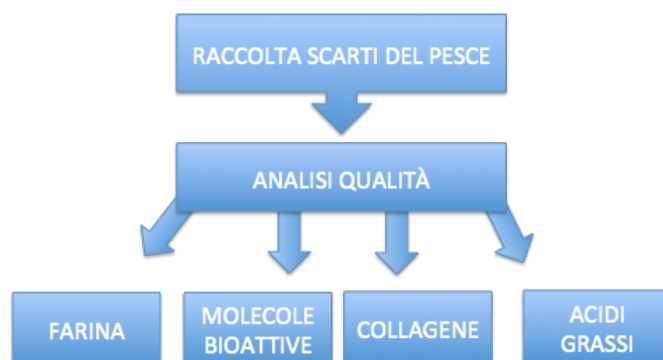 RACCOLTA SCARTI DEL PESCE
ANALISI QUALITÀ
FARINA
MOLECOLE
BIOATTIVE
COLLAGENE
ACIDI
GRASSI